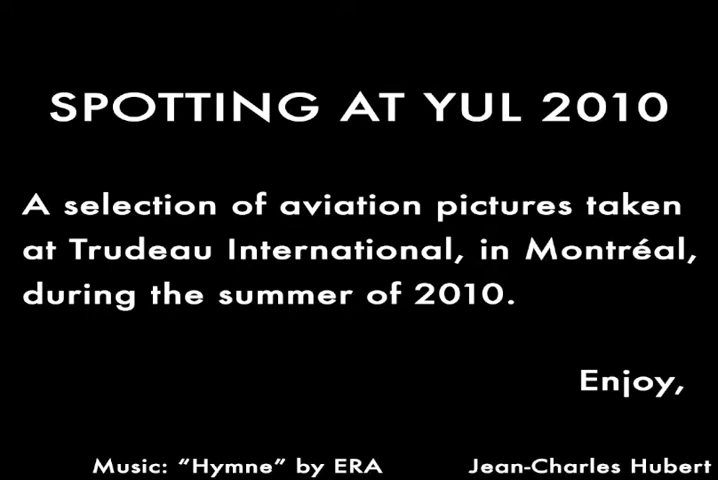 SPOTTING AT YUL 2010
A selection of aviation pictures taken
at Trudeau International, in Montréal,
during the summer of 2010.
Enjoy,
Music: “Hymne” by ERA
Jean-Charles Hubert